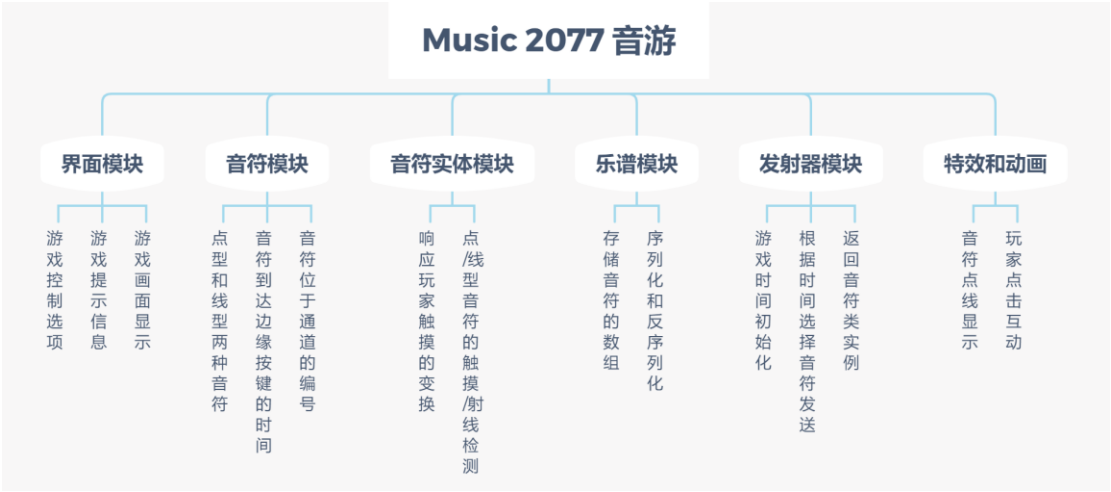 Music 2077 音游
界面模块
音符模块
音符实体模块
乐谱模块
发射器模块
特效和动画
游戏控制选项
游戏提示信息
游戏画面显示
点型和线型两种音符
音符到达边缘按键的时间
音符位于通道的编号
响应玩家触摸的变换
点/线型音符的触摸/射线检测
存储音符的数组
序列化和反序列化
游戏时间初始化
根据时间选择音符发送
返回音符类实例
音符点线显示
玩家点击互动